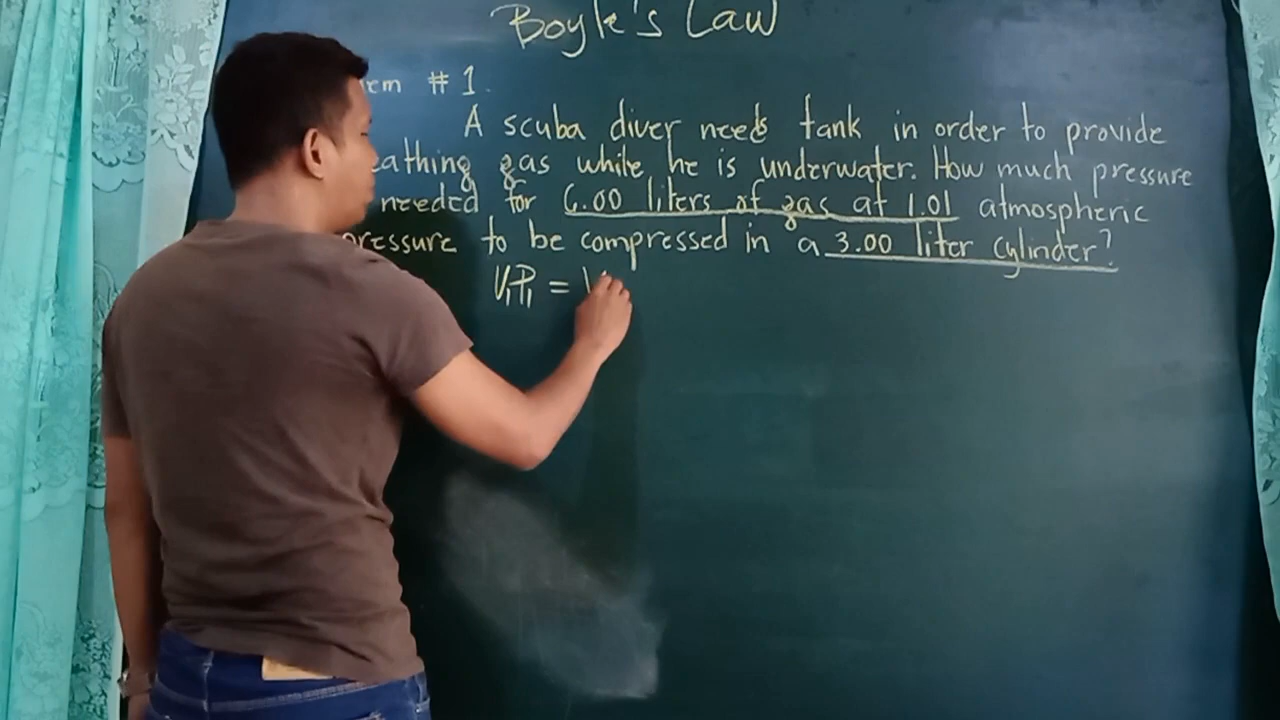 Boyle's Law
# 1.
A scuba diver needs tank in order to provide
gas while he is underwater. How much pressure
needed for 6.00 liters of gas at 1.01 atmospheric
pressure to be compressed in a 3.00 liter cylinder?
V₁P₁ = V